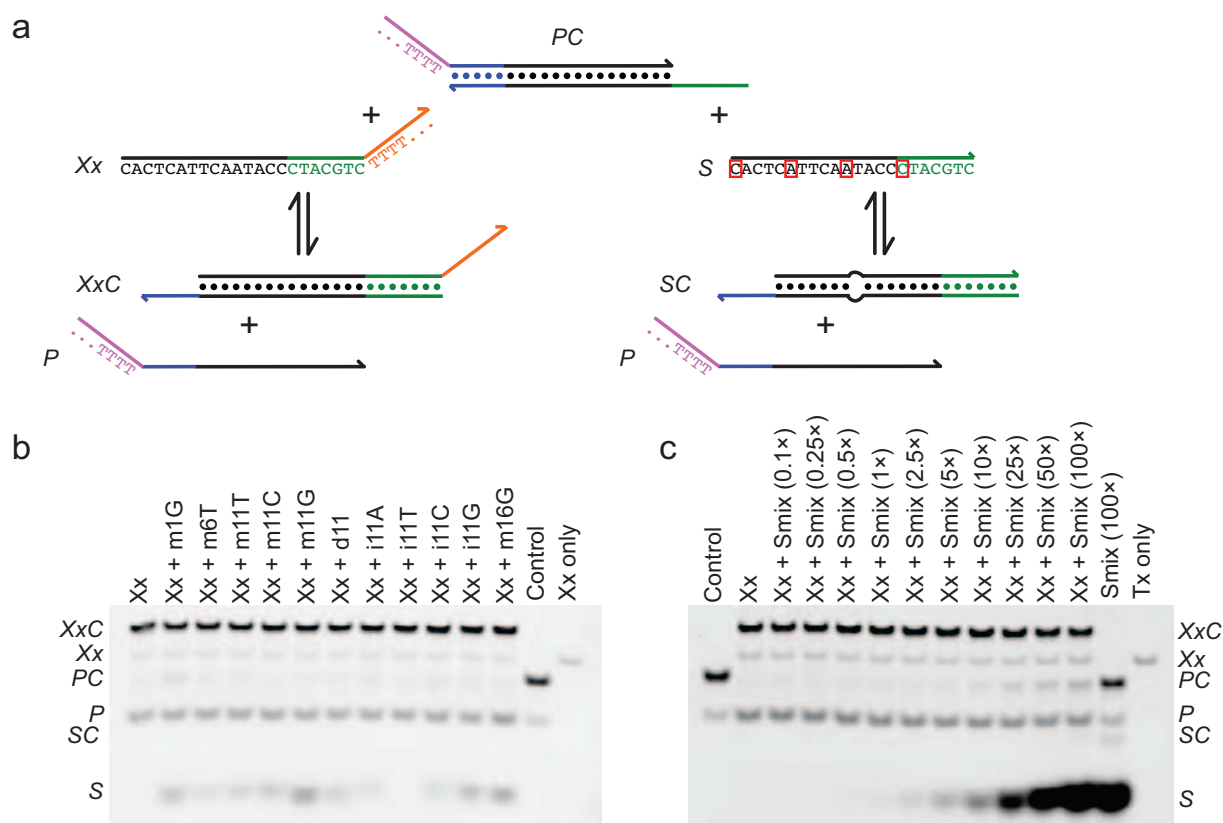 a
PC
...TTTT
+
+
TTTT...
Xx
CACTCATTCAATACCCTACGTC
S
CACTCATTCAATACCCTACGTC
XxC
SC
+
+
P
...TTTT
P
...TTTT
b
Xx
Xx + m1G
Xx + m6T
Xx + m11T
Xx + m11C
Xx + m11G
Xx + d11
Xx + i11A
Xx + i11T
Xx + i11C
Xx + i11G
Xx + m16G
Control
Xx only
XxC
Xx
PC
P
SC
S
c
Control
Xx
Xx + Smix (0.1×)
Xx + Smix (0.25×)
Xx + Smix (0.5×)
Xx + Smix (1×)
Xx + Smix (2.5×)
Xx + Smix (5×)
Xx + Smix (10×)
Xx + Smix (25×)
Xx + Smix (50×)
Xx + Smix (100×)
Smix (100×)
Tx only
XxC
Xx
PC
P
SC
S